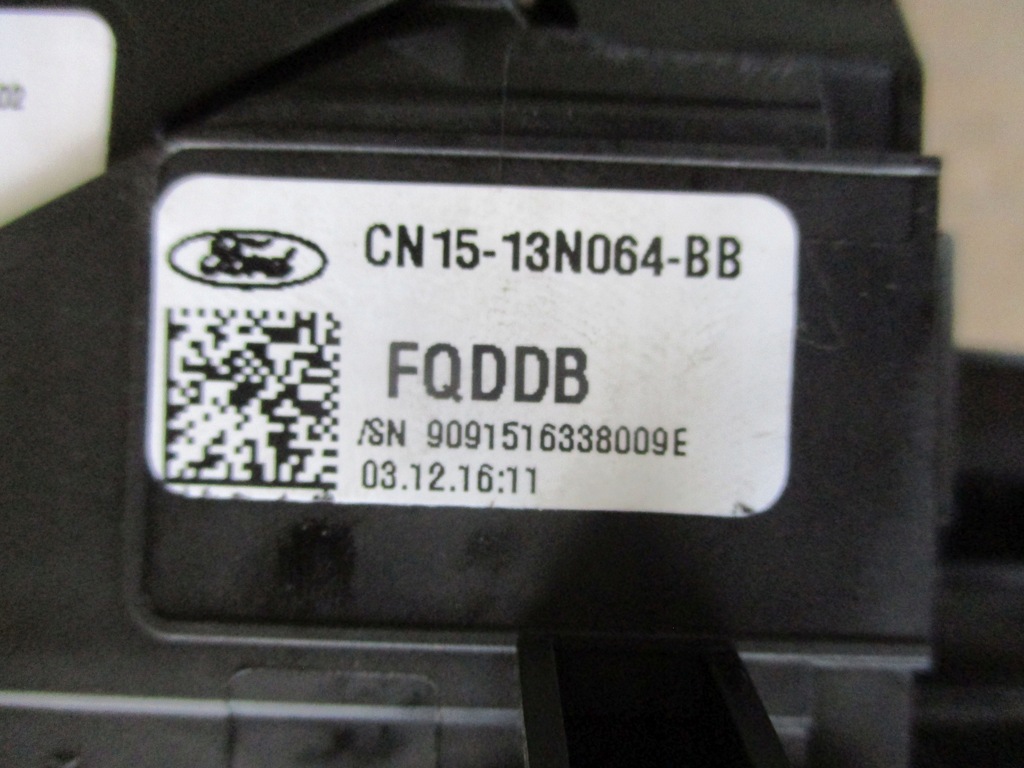 Ford
CN15-13N064-BB
FQDDB
/SN 9091516338009E
03.12.16:11